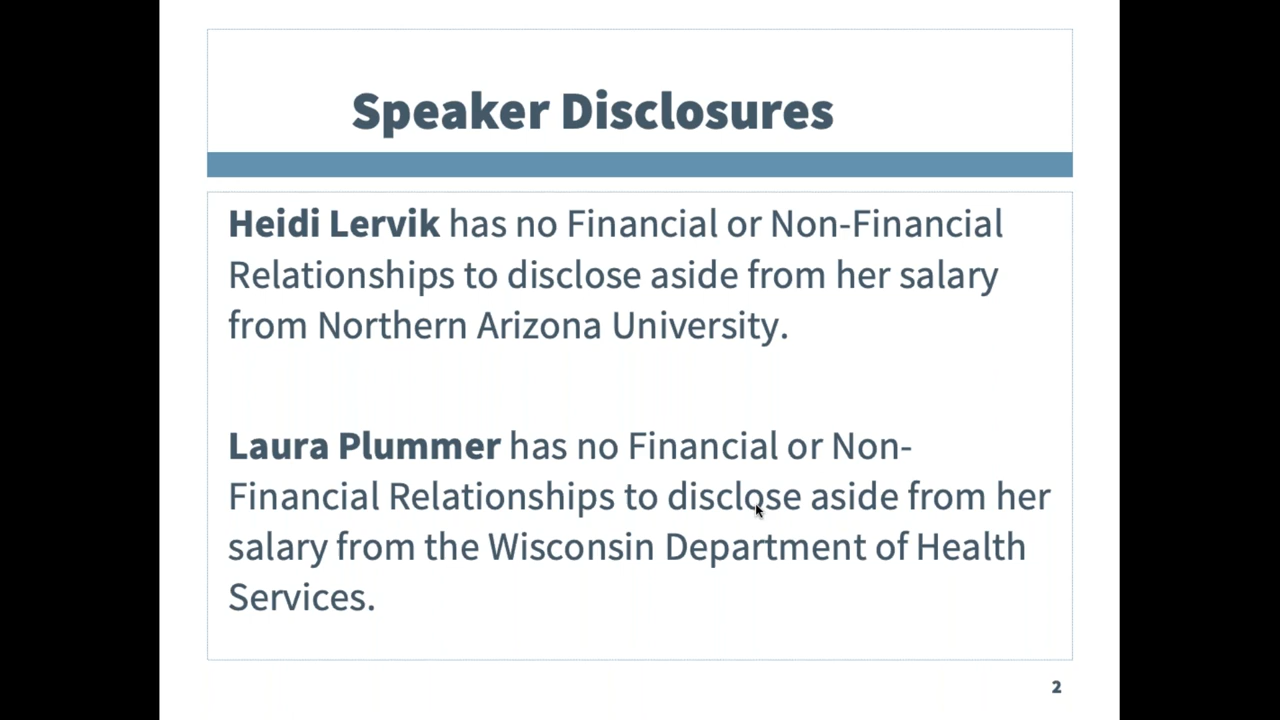 Speaker Disclosures
Heidi Lervik has no Financial or Non-Financial
Relationships to disclose aside from her salary
from Northern Arizona University.
Laura Plummer has no Financial or Non-
Financial Relationships to disclose aside from her
salary from the Wisconsin Department of Health
Services.
2